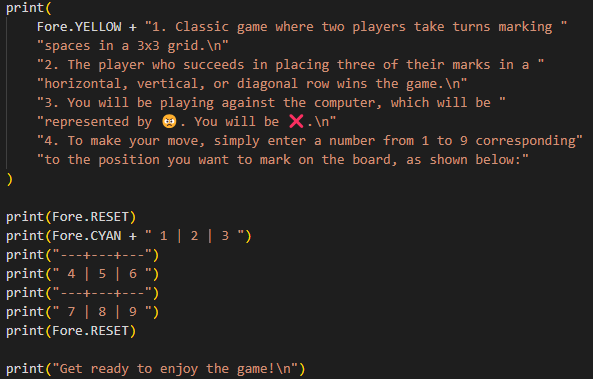 print(
    Fore.YELLOW + "1. Classic game where two players take turns marking "
    "spaces in a 3x3 grid.\n"
    "2. The player who succeeds in placing three of their marks in a "
    "horizontal, vertical, or diagonal row wins the game.\n"
    "3. You will be playing against the computer, which will be "
    "represented by 😡. You will be ❌.\n"
    "4. To make your move, simply enter a number from 1 to 9 corresponding"
    "to the position you want to mark on the board, as shown below:"
)

print(Fore.RESET)
print(Fore.CYAN + " 1 | 2 | 3 ")
print("---+---+---")
print(" 4 | 5 | 6 ")
print("---+---+---")
print(" 7 | 8 | 9 ")
print(Fore.RESET)

print("Get ready to enjoy the game!\n")